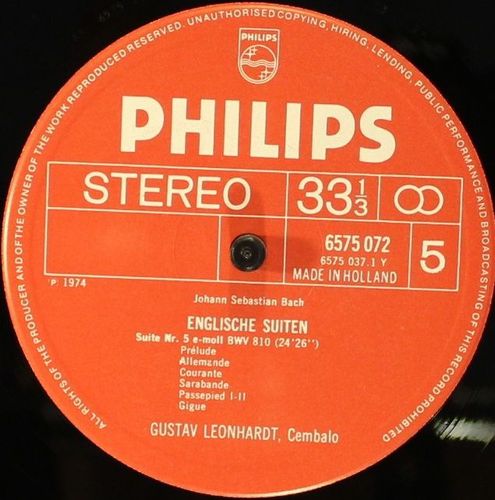 ALL RIGHTS OF THE PRODUCER AND OF THE OWNER OF THE WORK REPRODUCED RESERVED. UNAUTHORISED COPYING, HIRING, LENDING, PUBLIC PERFORMANCE AND BROADCASTING OF THIS RECORD PROHIBITED
PHILIPS
PHILIPS
STEREO 33 1/3
6575 072
6575 037.1 Y
MADE IN HOLLAND
5
P 1974
Johann Sebastian Bach
ENGLISCHE SUITEN
Suite Nr. 5 e-moll BWV 810 (24'26'')
Prélude
Allemande
Courante
Sarabande
Passepied I-II
Gigue
GUSTAV LEONHARDT, Cembalo